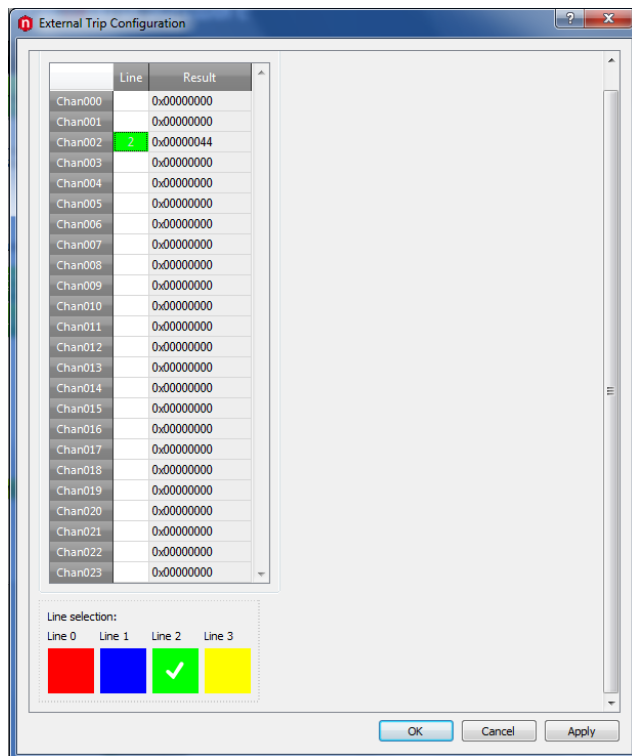 External Trip Configuration
Line Result
Chan000 0x00000000
Chan001 0x00000000
Chan002 2 0x00000044
Chan003 0x00000000
Chan004 0x00000000
Chan005 0x00000000
Chan006 0x00000000
Chan007 0x00000000
Chan008 0x00000000
Chan009 0x00000000
Chan010 0x00000000
Chan011 0x00000000
Chan012 0x00000000
Chan013 0x00000000
Chan014 0x00000000
Chan015 0x00000000
Chan016 0x00000000
Chan017 0x00000000
Chan018 0x00000000
Chan019 0x00000000
Chan020 0x00000000
Chan021 0x00000000
Chan022 0x00000000
Chan023 0x00000000
Line selection:
Line 0 Line 1 Line 2 Line 3
OK Cancel Apply